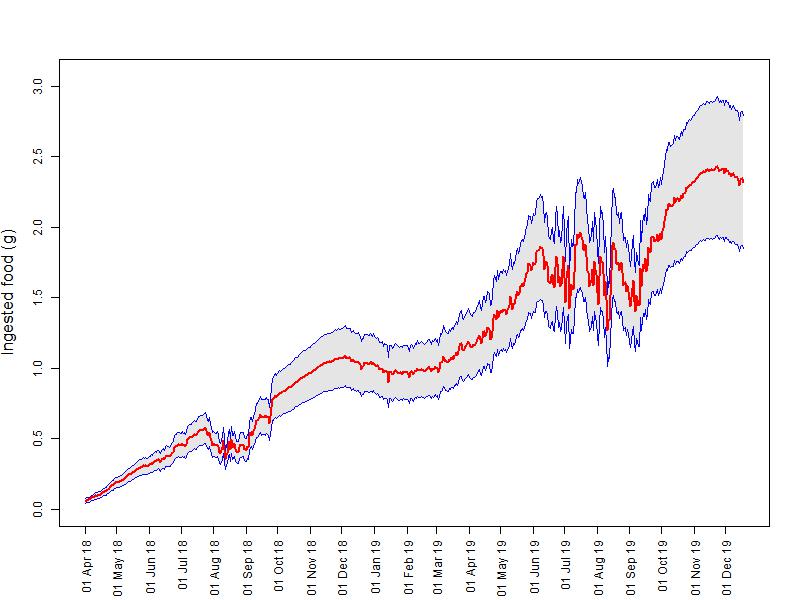 Ingested food (g)
3.0
2.5
2.0
1.5
1.0
0.5
0.0
01 Apr 18
01 May 18
01 Jun 18
01 Jul 18
01 Aug 18
01 Sep 18
01 Oct 18
01 Nov 18
01 Dec 18
01 Jan 19
01 Feb 19
01 Mar 19
01 Apr 19
01 May 19
01 Jun 19
01 Jul 19
01 Aug 19
01 Sep 19
01 Oct 19
01 Nov 19
01 Dec 19